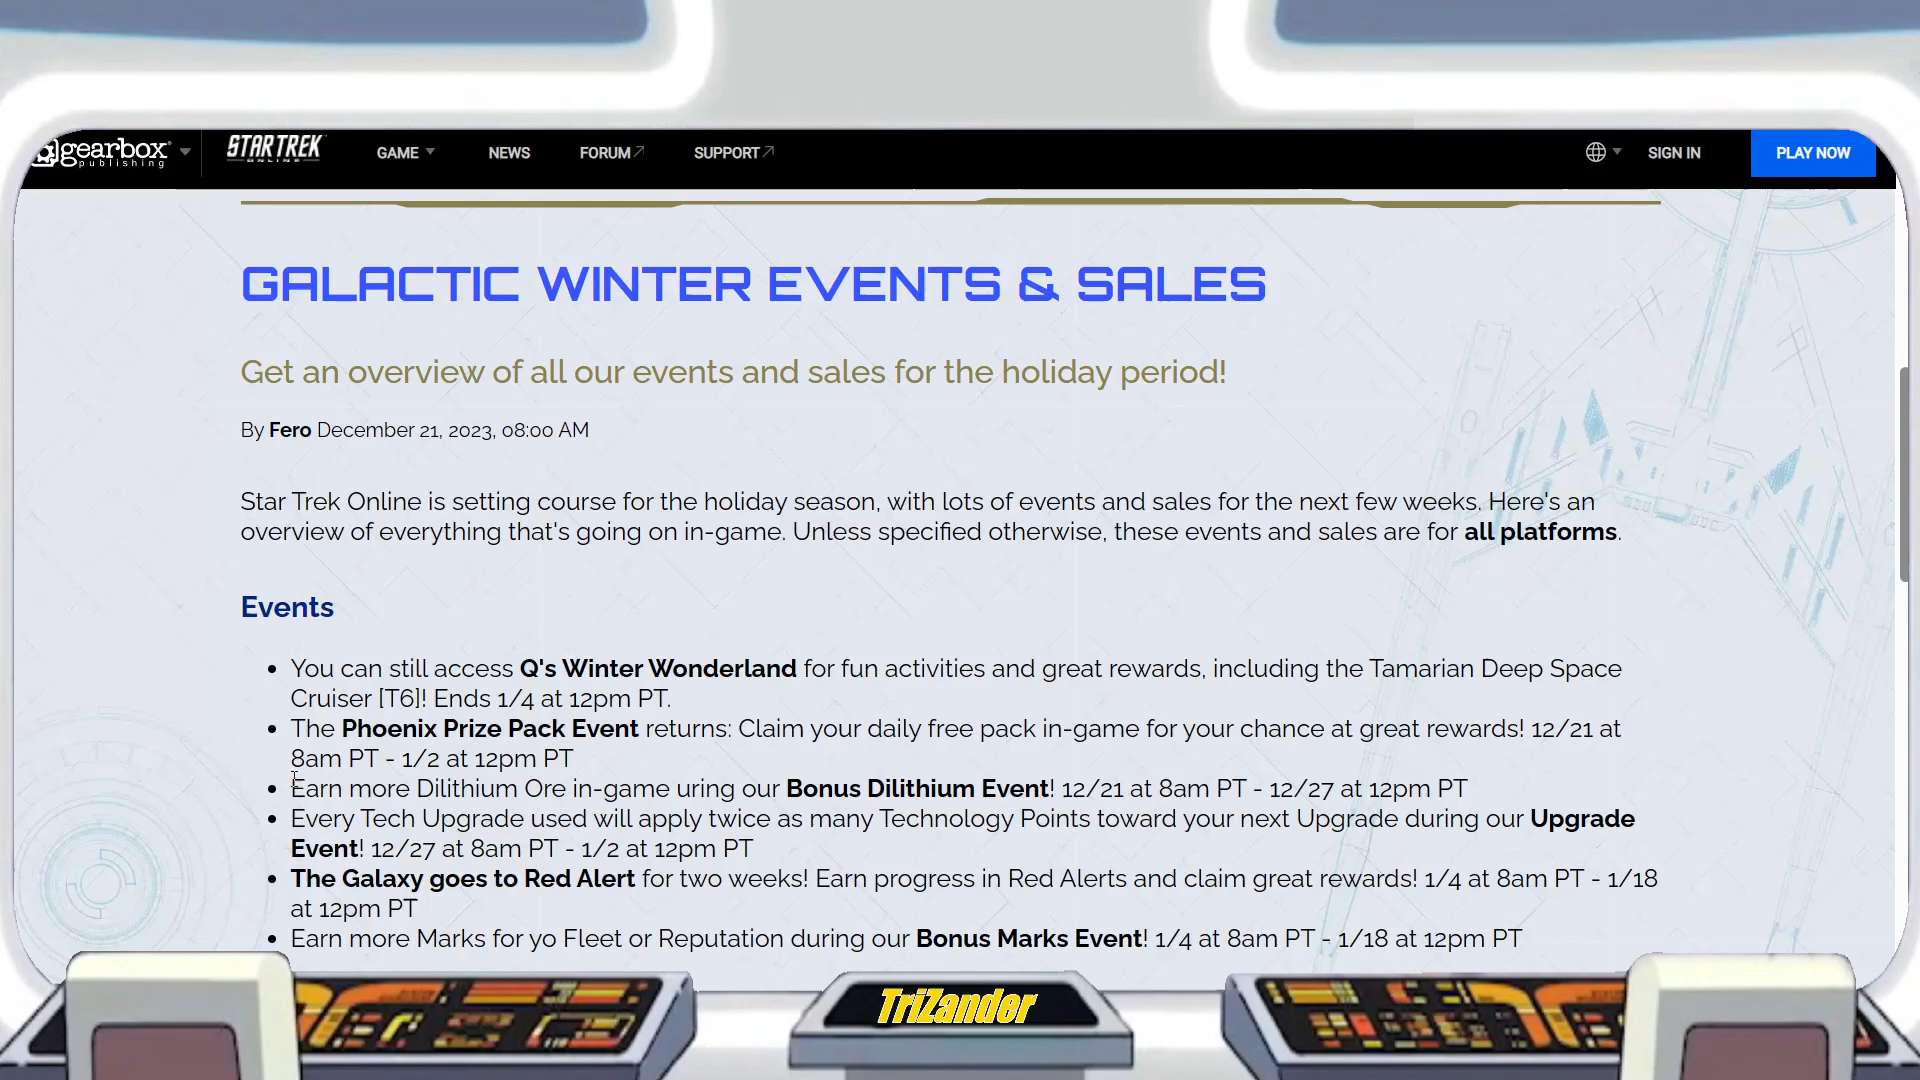 gearbox publishing STAR TREK ONLINE GAME NEWS FORUM SUPPORT SIGN IN PLAY NOW
GALACTIC WINTER EVENTS & SALES
Get an overview of all our events and sales for the holiday period!
By Fero December 21, 2023, 08:00 AM
Star Trek Online is setting course for the holiday season, with lots of events and sales for the next few weeks. Here's an
overview of everything that's going on in-game. Unless specified otherwise, these events and sales are for all platforms.
Events
• You can still access Q's Winter Wonderland for fun activities and great rewards, including the Tamarian Deep Space
Cruiser [T6]! Ends 1/4 at 12pm PT.
• The Phoenix Prize Pack Event returns: Claim your daily free pack in-game for your chance at great rewards! 12/21 at
8am PT - 1/2 at 12pm PT
• Earn more Dilithium Ore in-game uring our Bonus Dilithium Event! 12/21 at 8am PT - 12/27 at 12pm PT
• Every Tech Upgrade used will apply twice as many Technology Points toward your next Upgrade during our Upgrade
Event! 12/27 at 8am PT - 1/2 at 12pm PT
• The Galaxy goes to Red Alert for two weeks! Earn progress in Red Alerts and claim great rewards! 1/4 at 8am PT - 1/18
at 12pm PT
• Earn more Marks for yo Fleet or Reputation during our Bonus Marks Event! 1/4 at 8am PT - 1/18 at 12pm PT
TriZander